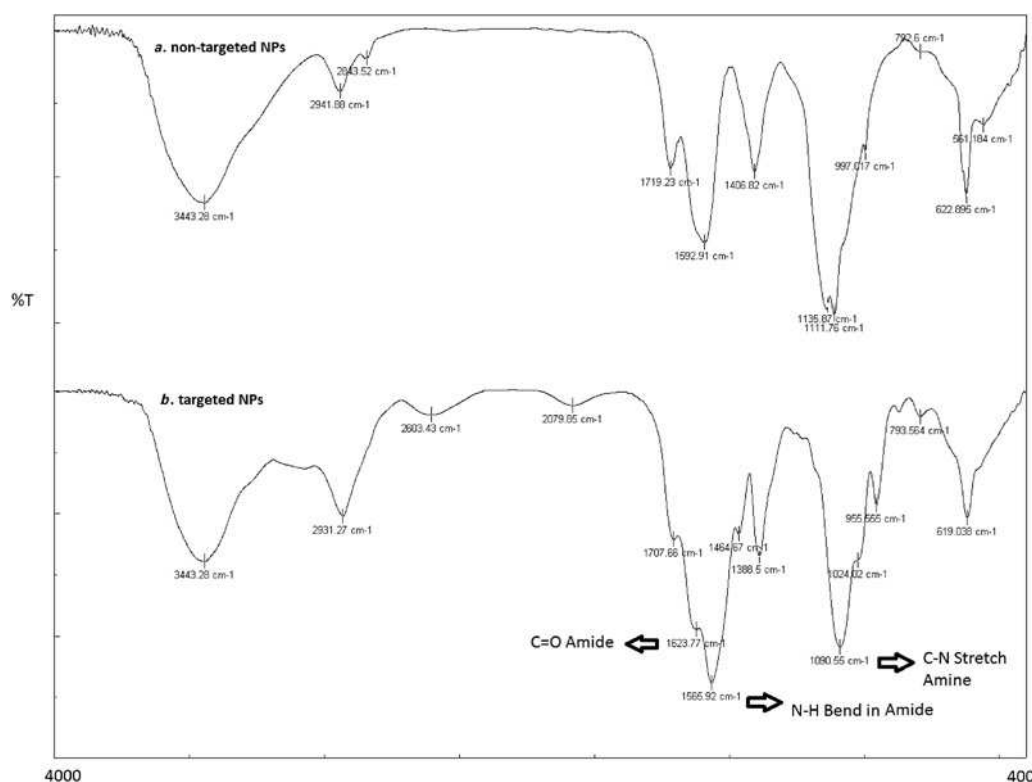 a. non-targeted NPs
792.6 cm-1
2843.52 cm-1
2941.88 cm-1
561.184 cm-1
997.017 cm-1
1719.23 cm-1
1406.82 cm-1
622.895 cm-1
3443.28 cm-1
1592.91 cm-1
%T
1135.87 cm-1
1111.76 cm-1
b. targeted NPs
2603.43 cm-1
2079.85 cm-1
793.564 cm-1
955.555 cm-1
2931.27 cm-1
619.038 cm-1
1707.66 cm-1
1464.67 cm-1
1388.5 cm-1
3443.28 cm-1
1024.02 cm-1
C=O Amide
1623.77 cm-1
1090.55 cm-1
C-N Stretch
Amine
1565.92 cm-1
N-H Bend in Amide
4000
400